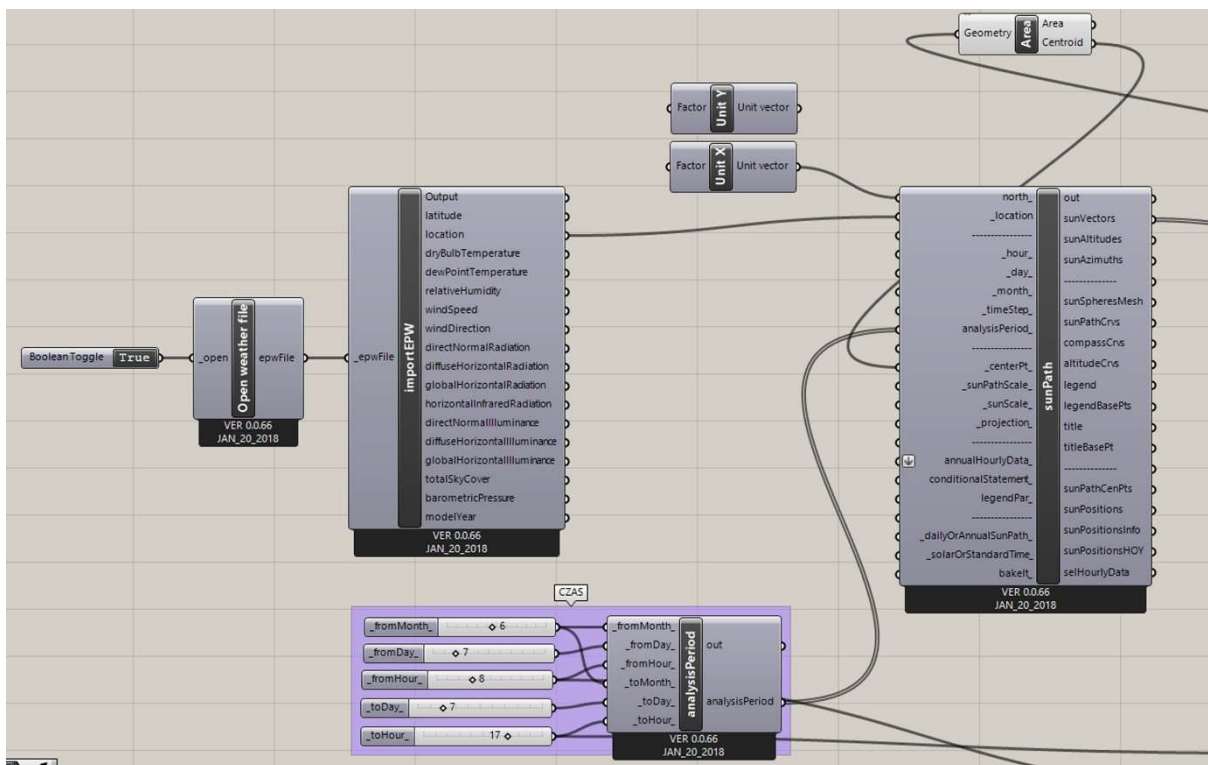 Geometry
Area
Area
Centroid
Factor
Unit Y
Unit vector
Factor
Unit X
Unit vector
Boolean Toggle
True
_open
Open weather file
epwFile
VER 0.0.66
JAN_20_2018
_epwFile
importEPW
Output
latitude
location
dryBulbTemperature
dewPointTemperature
relativeHumidity
windSpeed
windDirection
directNormalRadiation
diffuseHorizontalRadiation
globalHorizontalRadiation
horizontalInfraredRadiation
directNormalIlluminance
diffuseHorizontalIlluminance
globalHorizontalIlluminance
totalSkyCover
barometricPressure
modelYear
VER 0.0.66
JAN_20_2018
north_
_location
---------------
_hour_
_day_
_month_
_timeStep_
analysisPeriod_
---------------
_centerPt_
_sunPathScale_
_sunScale_
_projection_
---------------
annualHourlyData_
conditionalStatement_
legendPar_
---------------
_dailyOrAnnualSunPath_
_solarOrStandardTime_
bakeIt_
sunPath
out
sunVectors
sunAltitudes
sunAzimuths
--------------
sunSpheresMesh
sunPathCrvs
compassCrvs
altitudeCrvs
legend
legendBasePts
title
titleBasePt
--------------
sunPathCenPts
sunPositions
sunPositionsInfo
sunPositionsHOY
selHourlyData
VER 0.0.66
JAN_20_2018
CZAS
_fromMonth_ 6
_fromDay_ 7
_fromHour_ 8
_toDay_ 7
_toHour_ 17
_fromMonth_
_fromDay_
_fromHour_
_toMonth_
_toDay_
_toHour_
analysisPeriod
out
analysisPeriod
VER 0.0.66
JAN_20_2018